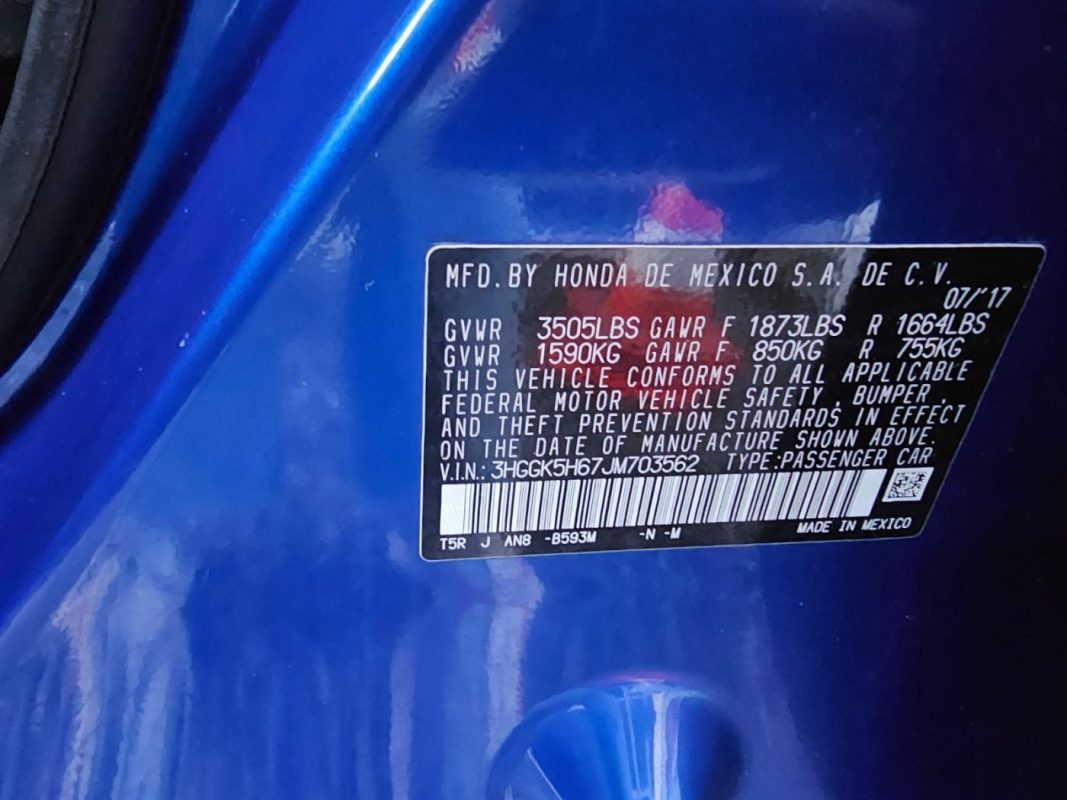 MFD. BY HONDA DE MEXICO S.A. DE C.V.
07/'17
GVWR 3505LBS GAWR F 1873LBS R 1664LBS
GVWR 1590KG GAWR F 850KG R 755KG
THIS VEHICLE CONFORMS TO ALL APPLICABLE
FEDERAL MOTOR VEHICLE SAFETY, BUMPER,
AND THEFT PREVENTION STANDARDS IN EFFECT
ON THE DATE OF MANUFACTURE SHOWN ABOVE.
V.I.N.: 3HGGK5H67JM703562 TYPE:PASSENGER CAR
MADE IN MEXICO
T5R J AN8 -B593M -N -M